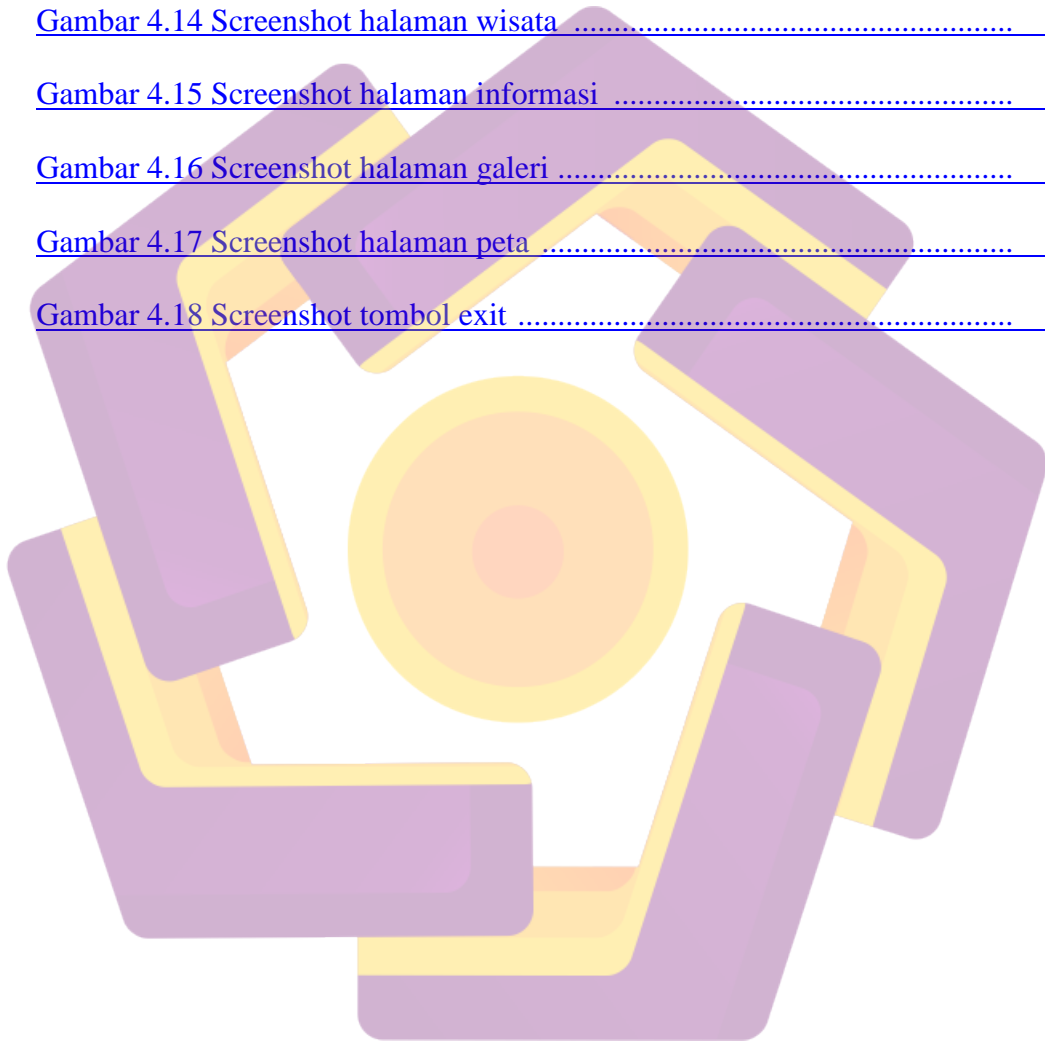 Gambar 4.14 Screenshot halaman wisata .......................................................
Gambar 4.15 Screenshot halaman informasi ..................................................
Gambar 4.16 Screenshot halaman galeri .........................................................
Gambar 4.17 Screenshot halaman peta ...........................................................
Gambar 4.18 Screenshot tombol exit ..............................................................